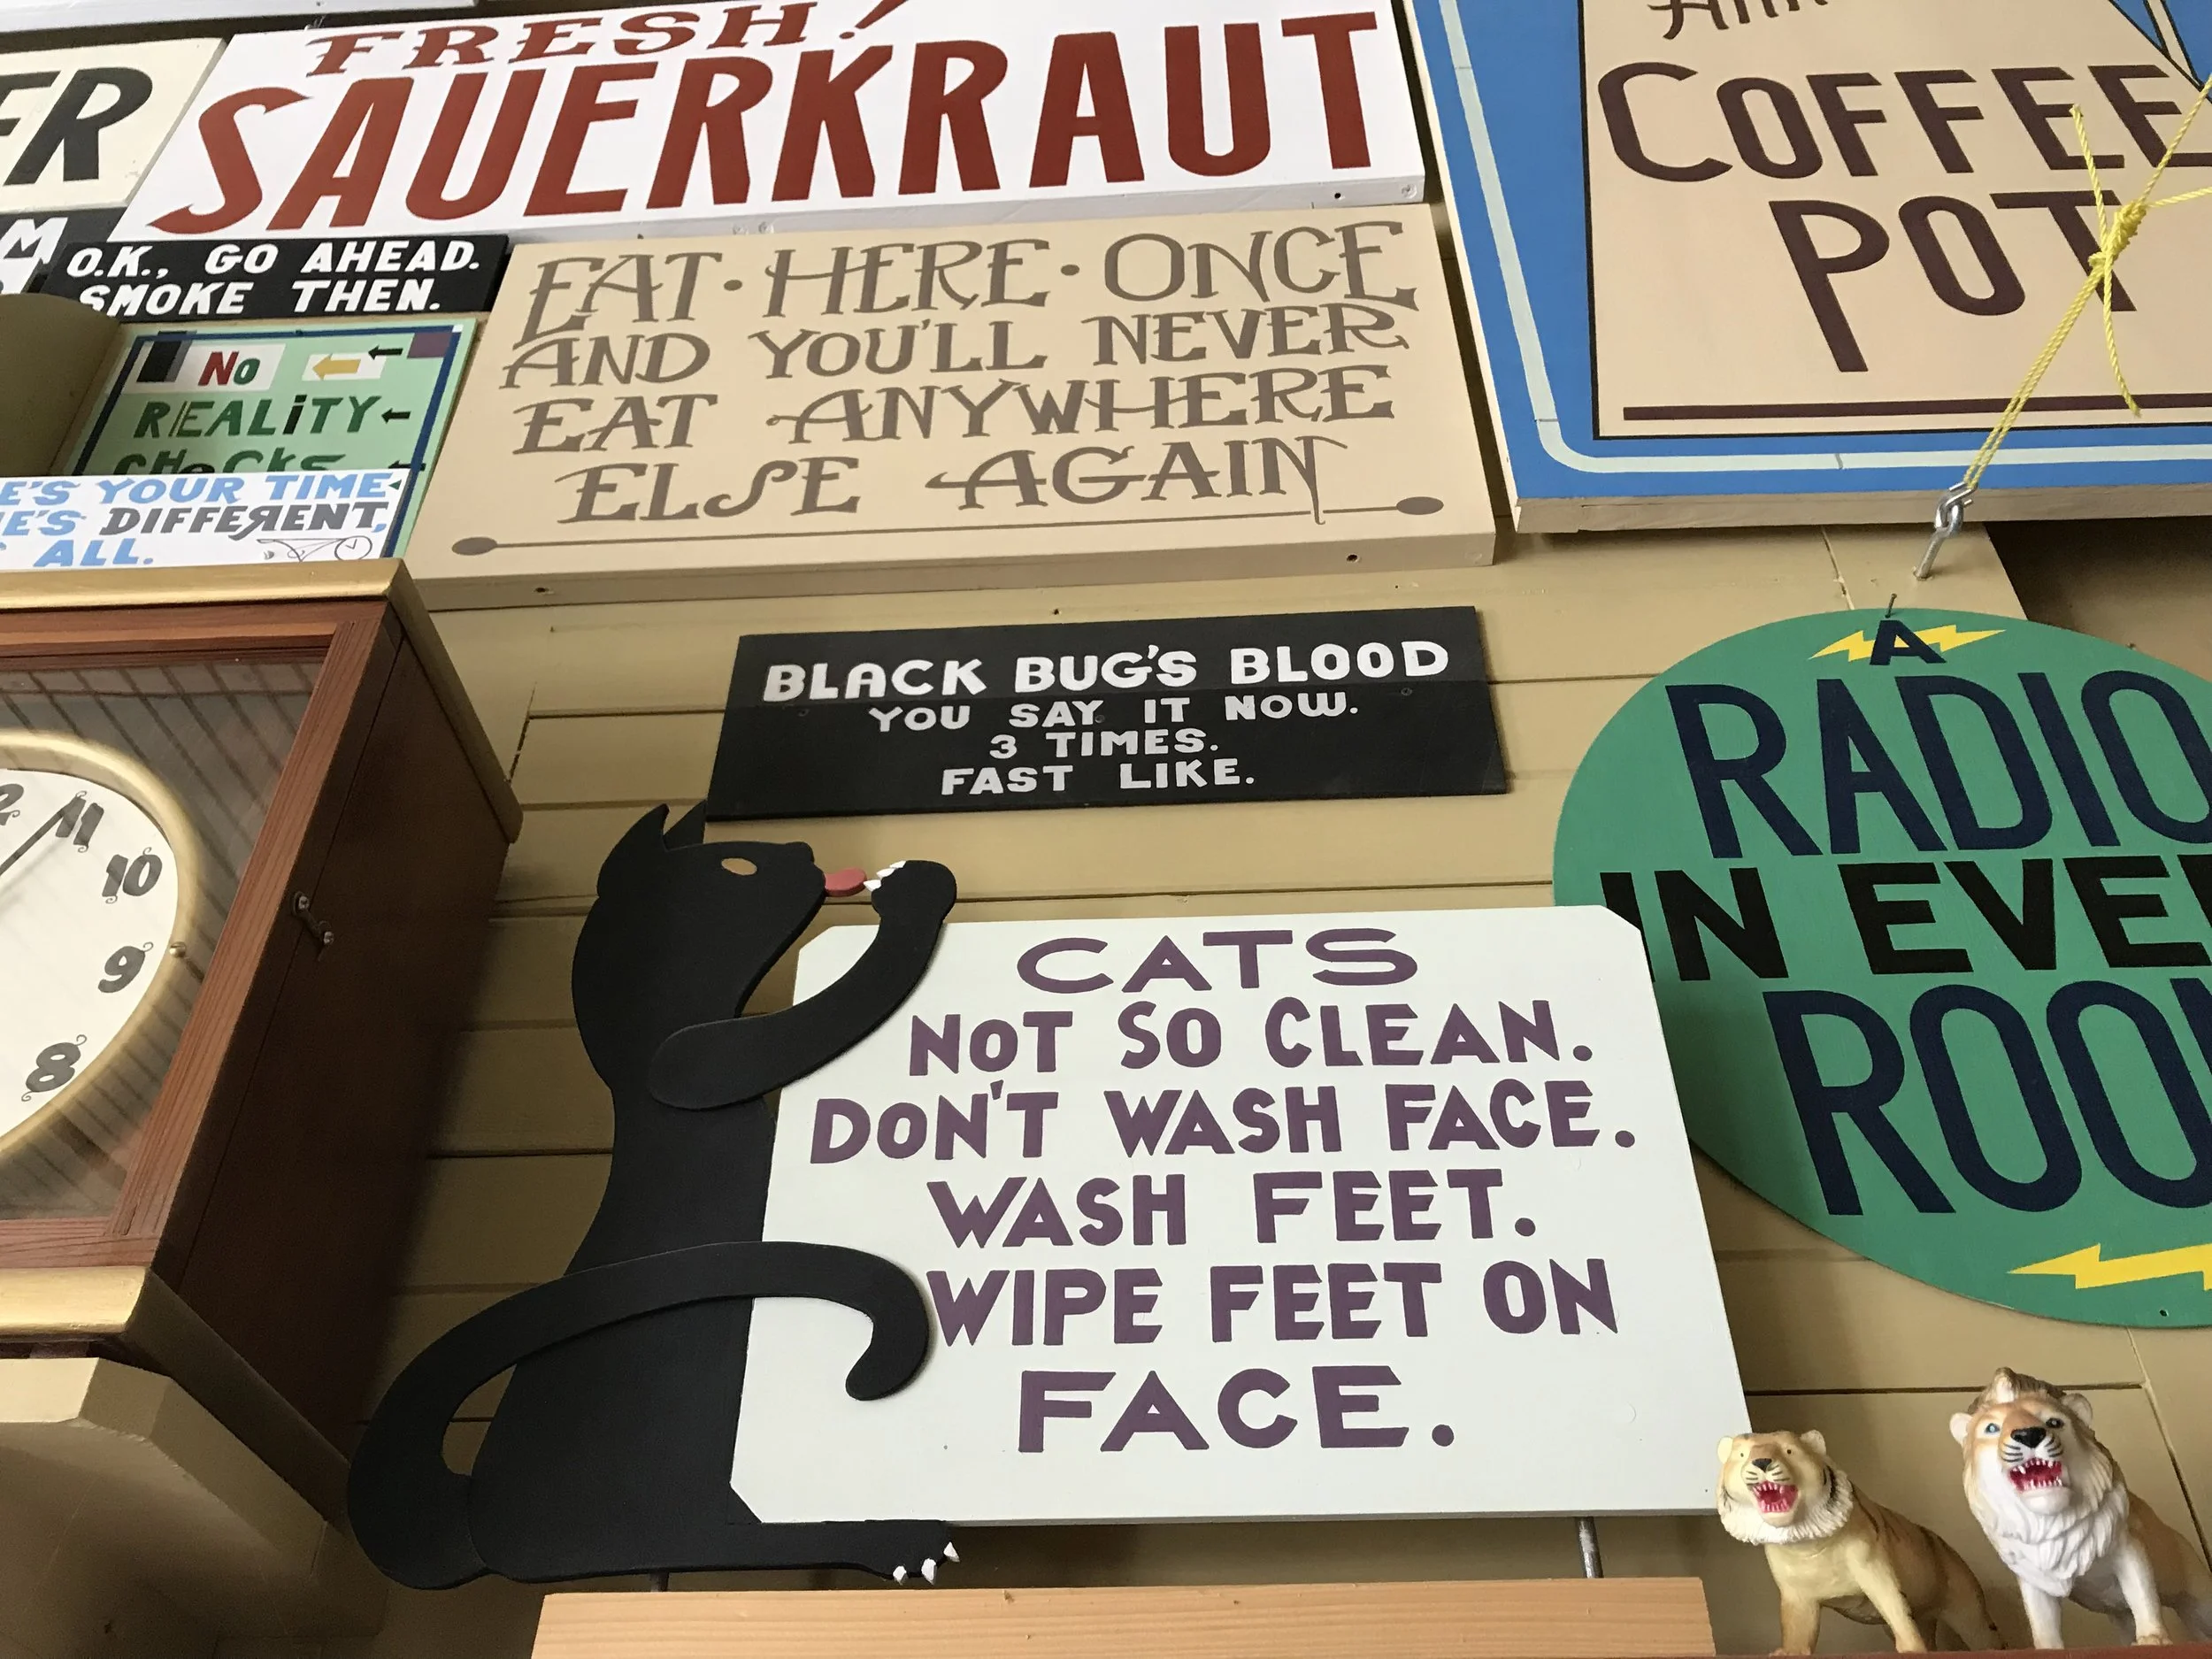 FRESH!
SAUERKRAUT
COFFEE
POT
O.K., GO AHEAD.
SMOKE THEN.
EAT · HERE · ONCE
AND YOU'LL NEVER
EAT ANYWHERE
ELSE AGAIN
NO
REALITY
CHECKS
YOUR TIME
DIFFERENT,
ALL.
BLACK BUG'S BLOOD
YOU SAY IT NOW.
3 TIMES.
FAST LIKE.
A
RADIO
IN EVE
ROO
11
10
9
8
CATS
NOT SO CLEAN.
DON'T WASH FACE.
WASH FEET.
WIPE FEET ON
FACE.